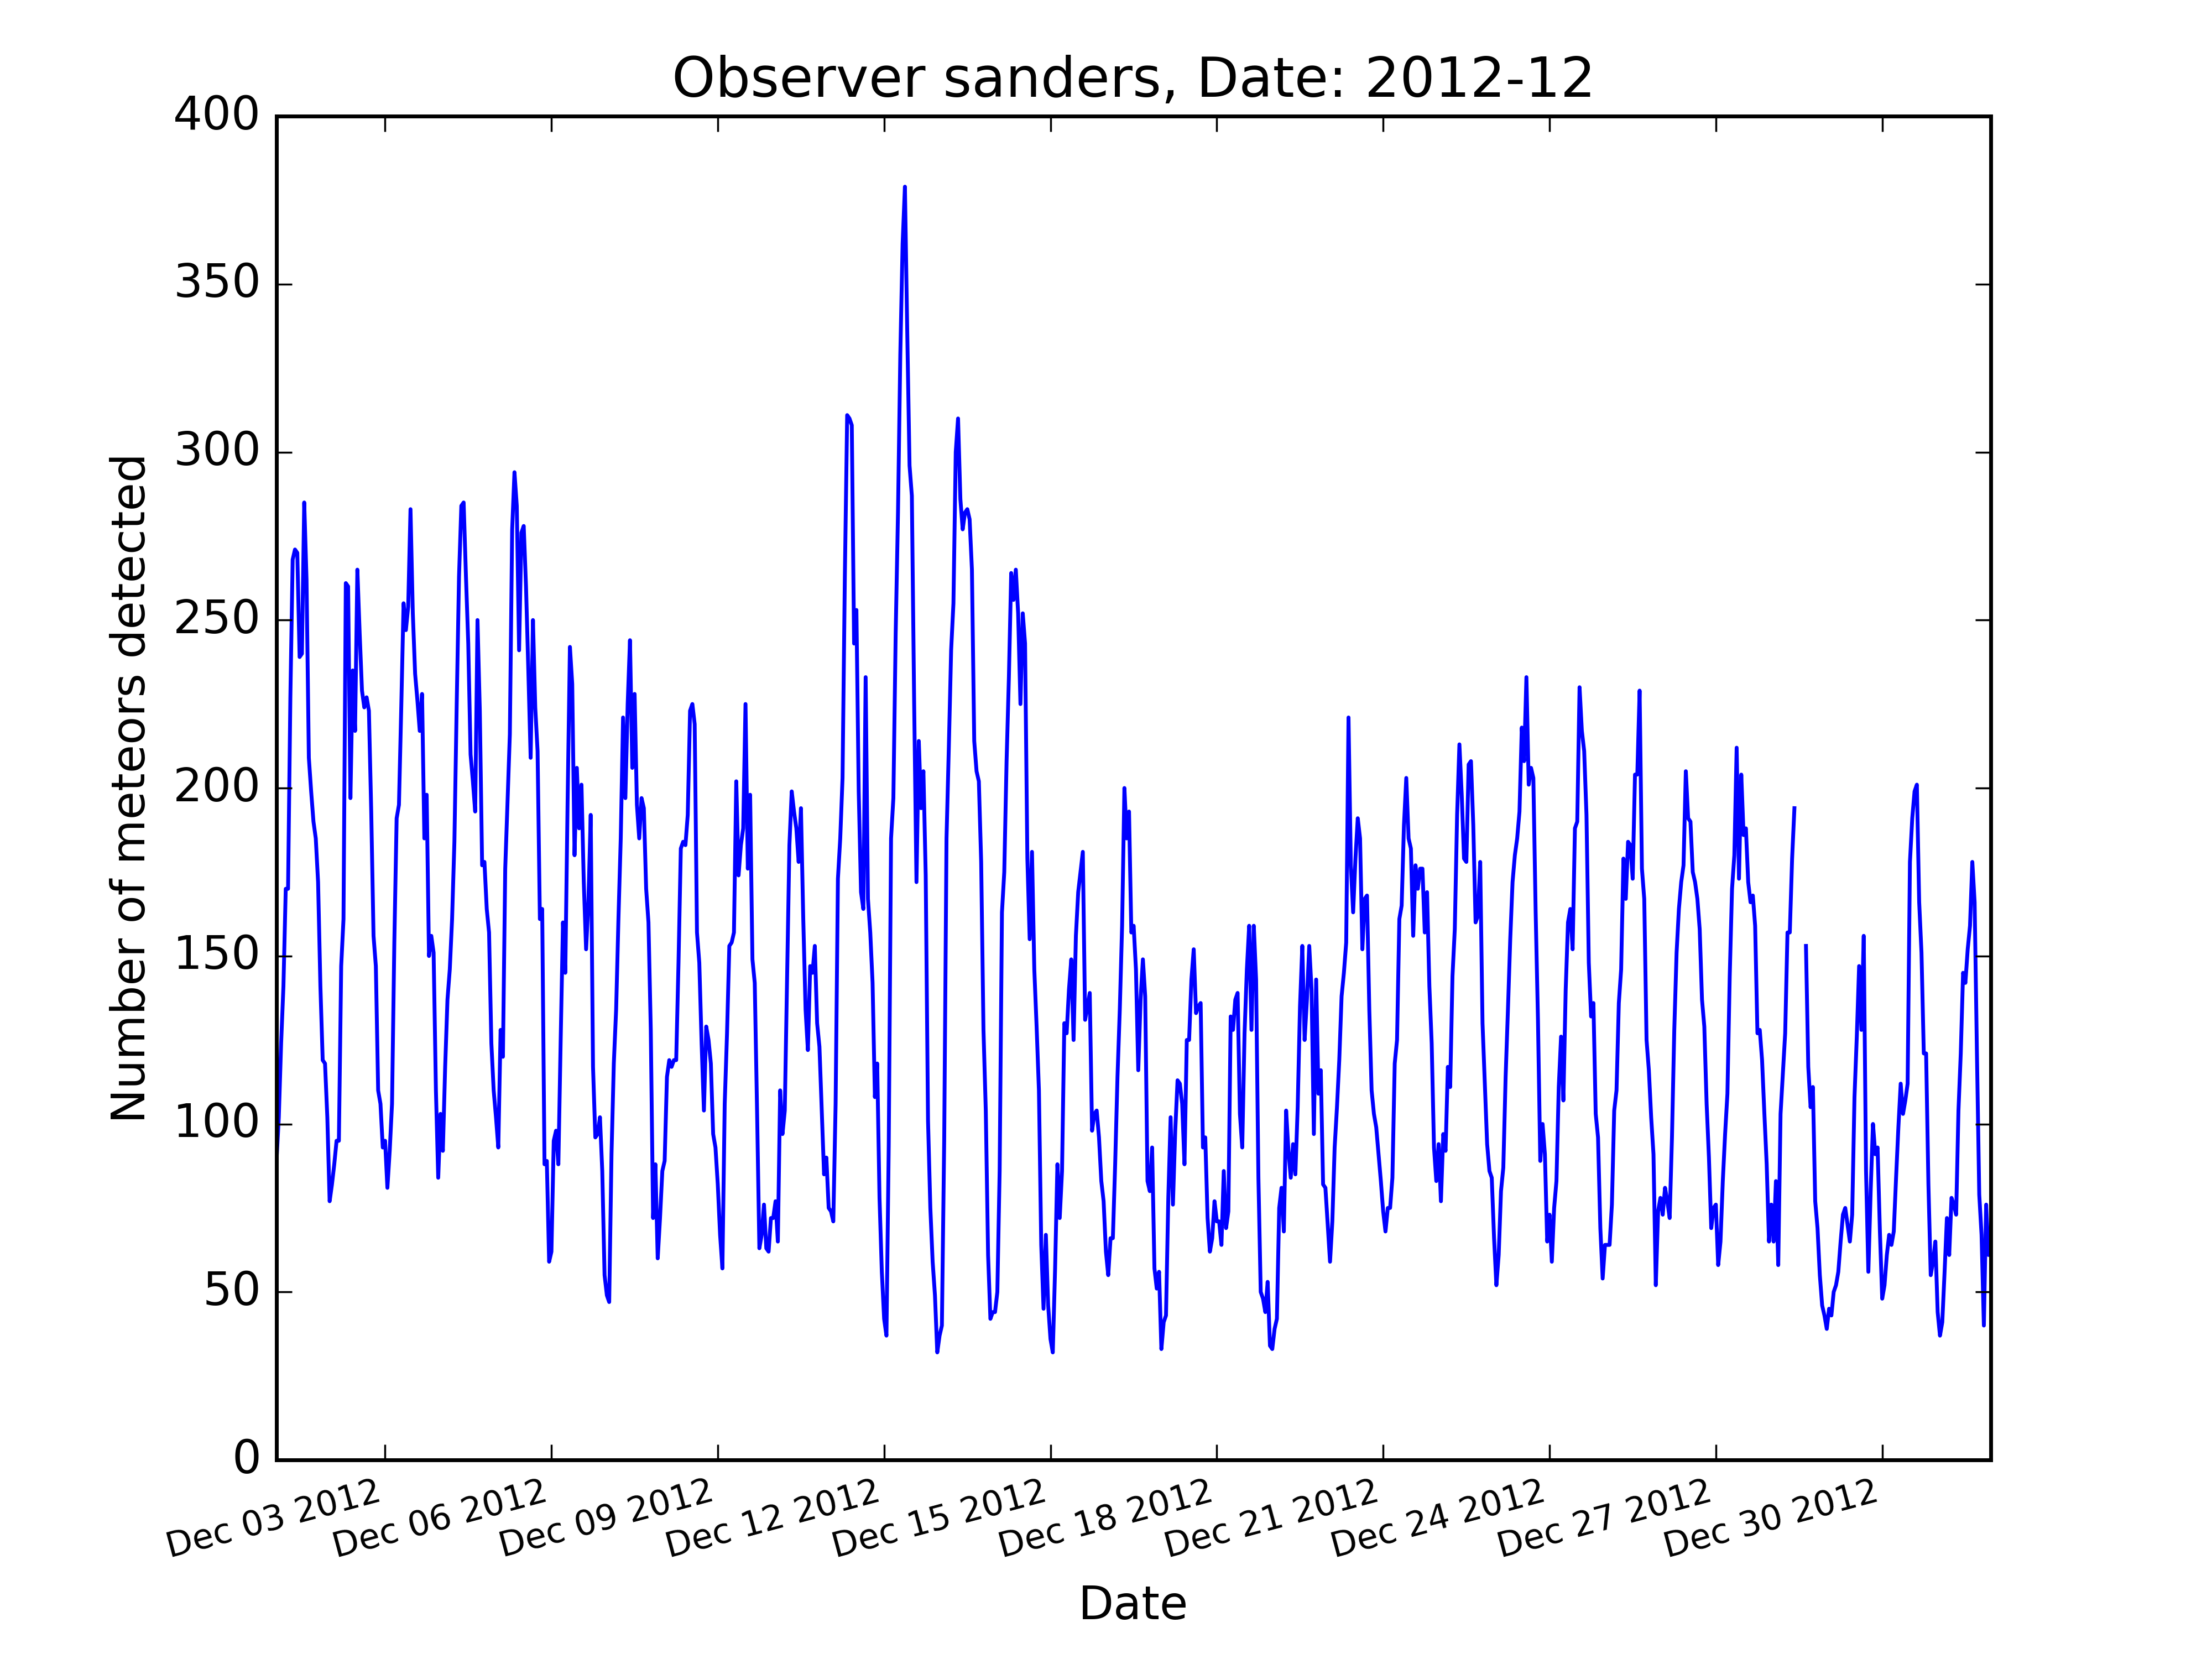 Observer sanders, Date: 2012-12
400
350
300
250
200
150
100
50
0
Number of meteors detected
Dec 03 2012
Dec 06 2012
Dec 09 2012
Dec 12 2012
Dec 15 2012
Dec 18 2012
Dec 21 2012
Dec 24 2012
Dec 27 2012
Dec 30 2012
Date